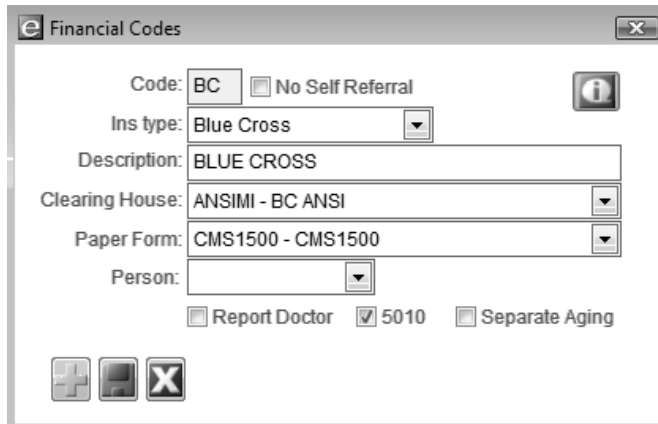 Financial Codes
Code: BC No Self Referral
Ins type: Blue Cross
Description: BLUE CROSS
Clearing House: ANSIMI - BC ANSI
Paper Form: CMS1500 - CMS1500
Person:
Report Doctor 5010 Separate Aging